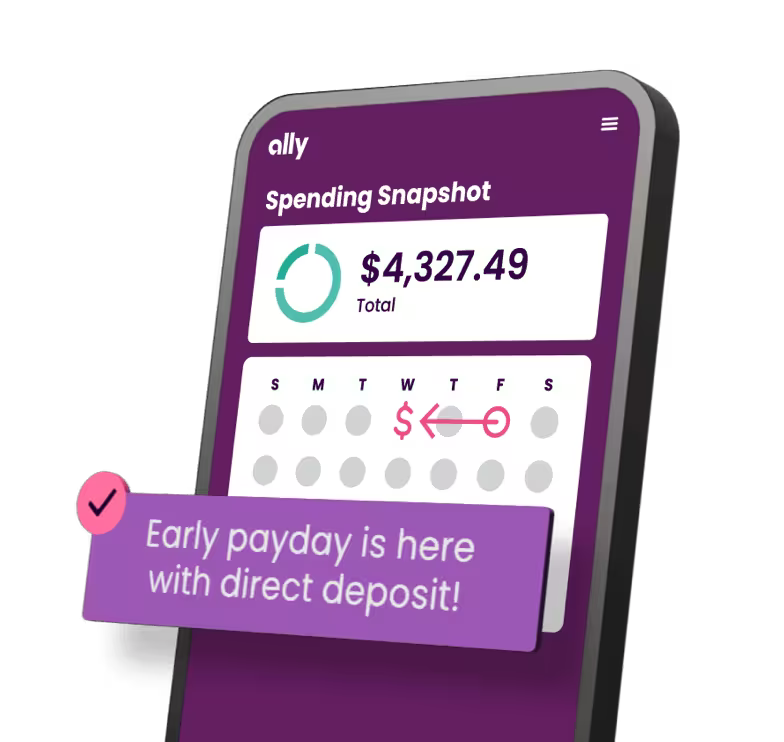 ally
Spending Snapshot
$4,327.49
Total
S M T W T F S
$
Early payday is here
with direct deposit!